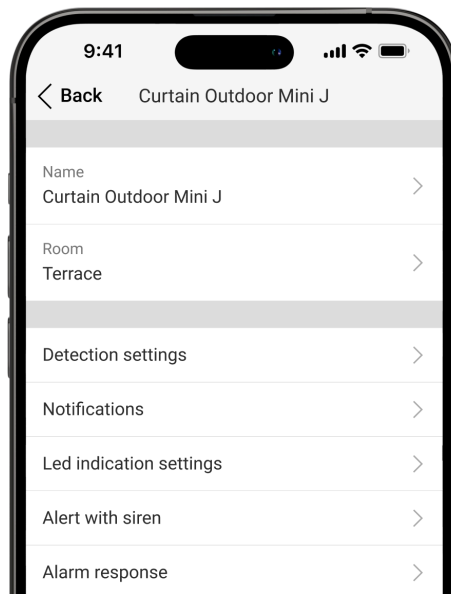 9:41
Back Curtain Outdoor Mini J
Name
Curtain Outdoor Mini J
Room
Terrace
Detection settings
Notifications
Led indication settings
Alert with siren
Alarm response